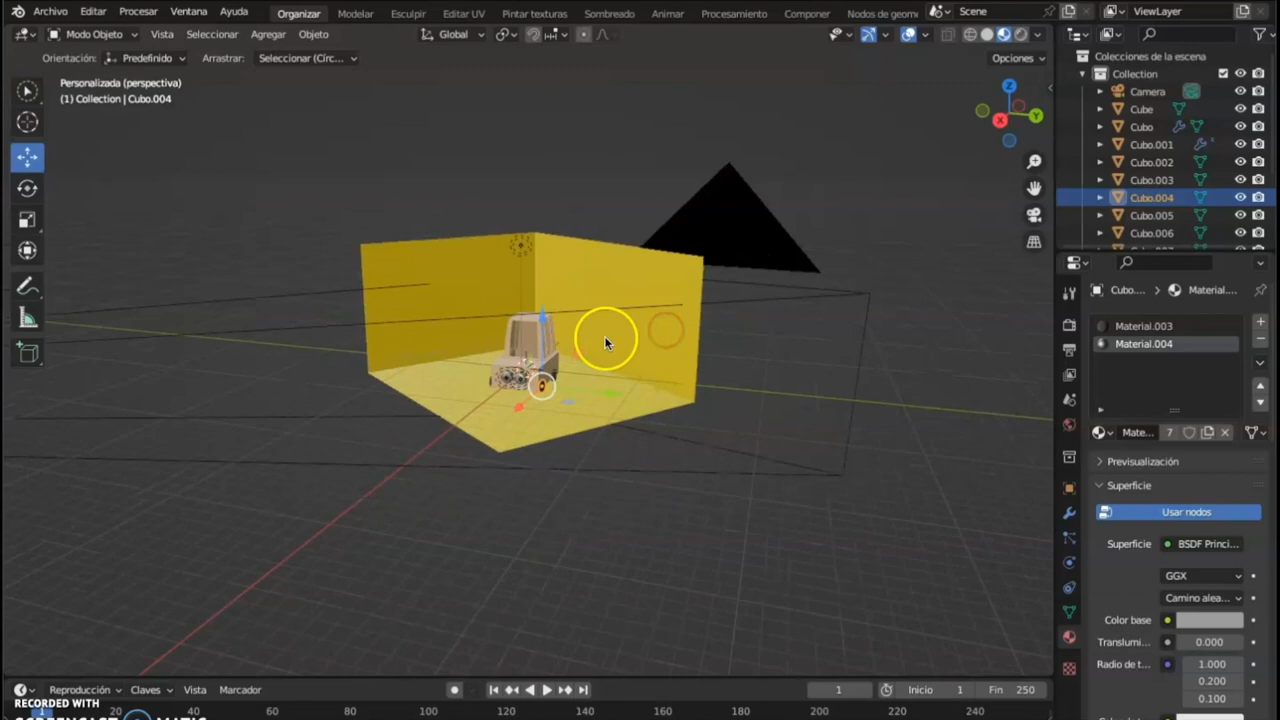 Archivo Editar Procesar Ventana Ayuda Organizar Modelar Esculpir Editar UV Pintar texturas Sombreado Animar Procesamiento Componer Nodos de geom Scene ViewLayer
Modo Objeto Vista Seleccionar Agregar Objeto Global
Orientación: Predefinido Arrastrar: Seleccionar (Círc... Opciones
Personalizada (perspectiva)
(1) Collection | Cubo.004
Z
Y
X
Colecciones de la escena
Collection
Camera
Cube
Cubo
Cubo.001
Cubo.002
Cubo.003
Cubo.004
Cubo.005
Cubo.006
Cubo.... > Material....
Material.003
Material.004
Mate... 7
Previsualización
Superficie
Usar nodos
Superficie BSDF Princi...
GGX
Camino alea...
Color base
Translumi... 0.000
Radio de t... 1.000
0.200
0.100
Reproducción Claves Vista Marcador 1 Inicio 1 Fin 250
1 20 40 60 80 100 120 140 160 180 200 220 240
RECORDED WITH
SCREENCAST MATIC